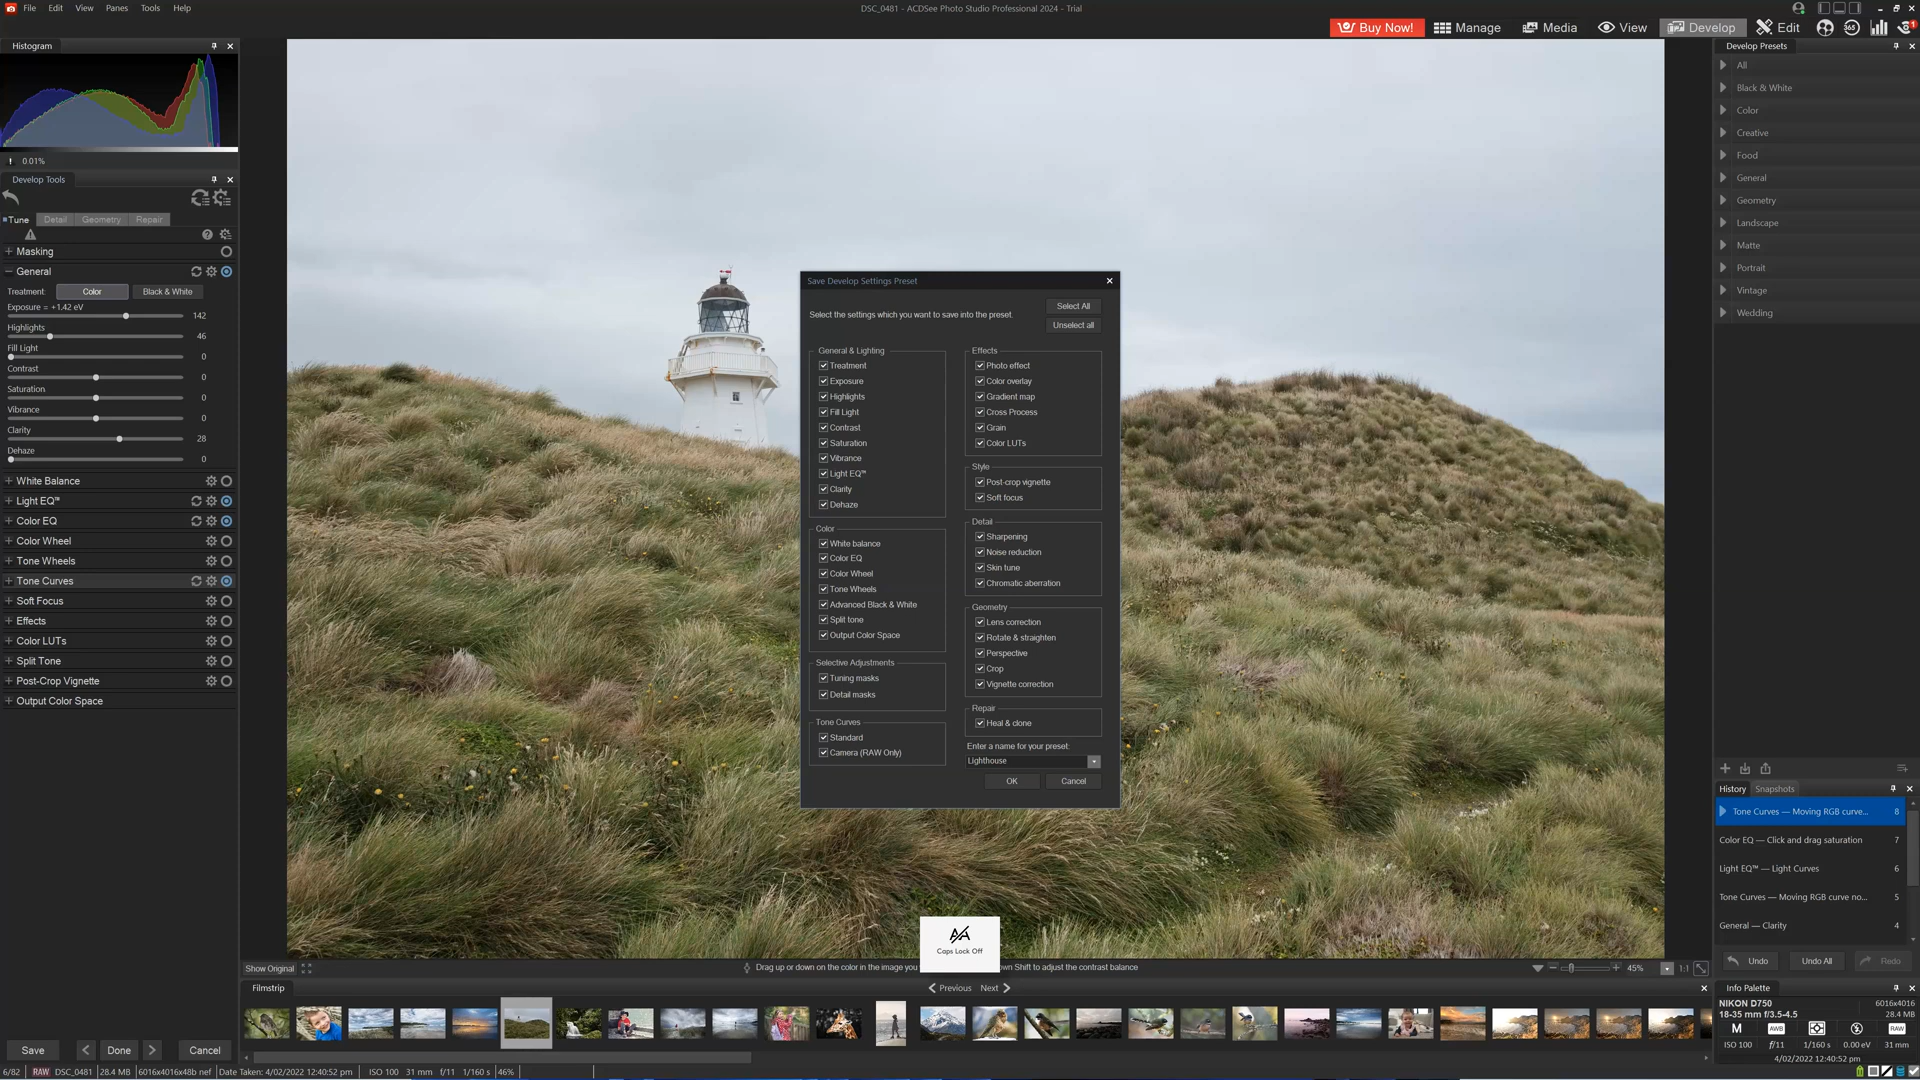 File Edit View Panes Tools Help
DSC_0481 - ACDSee Photo Studio Professional 2024 - Trial
Buy Now! Manage Media View Develop Edit 365 1
Histogram
0.01%
Develop Tools
Tune Detail Geometry Repair
Masking
General
Treatment: Color Black & White
Exposure = +1.42 eV
142
Highlights
46
Fill Light
0
Contrast
0
Saturation
0
Vibrance
0
Clarity
28
Dehaze
0
White Balance
Light EQ™
Color EQ
Color Wheel
Tone Wheels
Tone Curves
Soft Focus
Effects
Color LUTs
Split Tone
Post-Crop Vignette
Output Color Space
Save Develop Settings Preset
Select the settings which you want to save into the preset.
Select All
Unselect all
General & Lighting
Treatment
Exposure
Highlights
Fill Light
Contrast
Saturation
Vibrance
Light EQ™
Clarity
Dehaze
Color
White balance
Color EQ
Color Wheel
Tone Wheels
Advanced Black & White
Split tone
Output Color Space
Selective Adjustments
Tuning masks
Detail masks
Tone Curves
Standard
Camera (RAW Only)
Effects
Photo effect
Color overlay
Gradient map
Cross Process
Grain
Color LUTs
Style
Post-crop vignette
Soft focus
Detail
Sharpening
Noise reduction
Skin tune
Chromatic aberration
Geometry
Lens correction
Rotate & straighten
Perspective
Crop
Vignette correction
Repair
Heal & clone
Enter a name for your preset:
Lighthouse
OK Cancel
Caps Lock Off
Develop Presets
All
Black & White
Color
Creative
Food
General
Geometry
Landscape
Matte
Portrait
Vintage
Wedding
History Snapshots
Tone Curves — Moving RGB curve... 8
Color EQ — Click and drag saturation 7
Light EQ™ — Light Curves 6
Tone Curves — Moving RGB curve no... 5
General — Clarity 4
Undo Undo All Redo
Show Original
Drag up or down on the color in the image you
wn Shift to adjust the contrast balance
45% 1:1
Filmstrip
Previous Next
Info Palette
NIKON D750 6016x4016
18-35 mm f/3.5-4.5 28.4 MB
M AWB RAW
ISO 100 f/11 1/160 s 0.00 eV 31 mm
4/02/2022 12:40:52 pm
Save Done Cancel
6/82 RAW DSC_0481 28.4 MB 6016x4016x48b nef Date Taken: 4/02/2022 12:40:52 pm ISO 100 31 mm f/11 1/160 s 46%